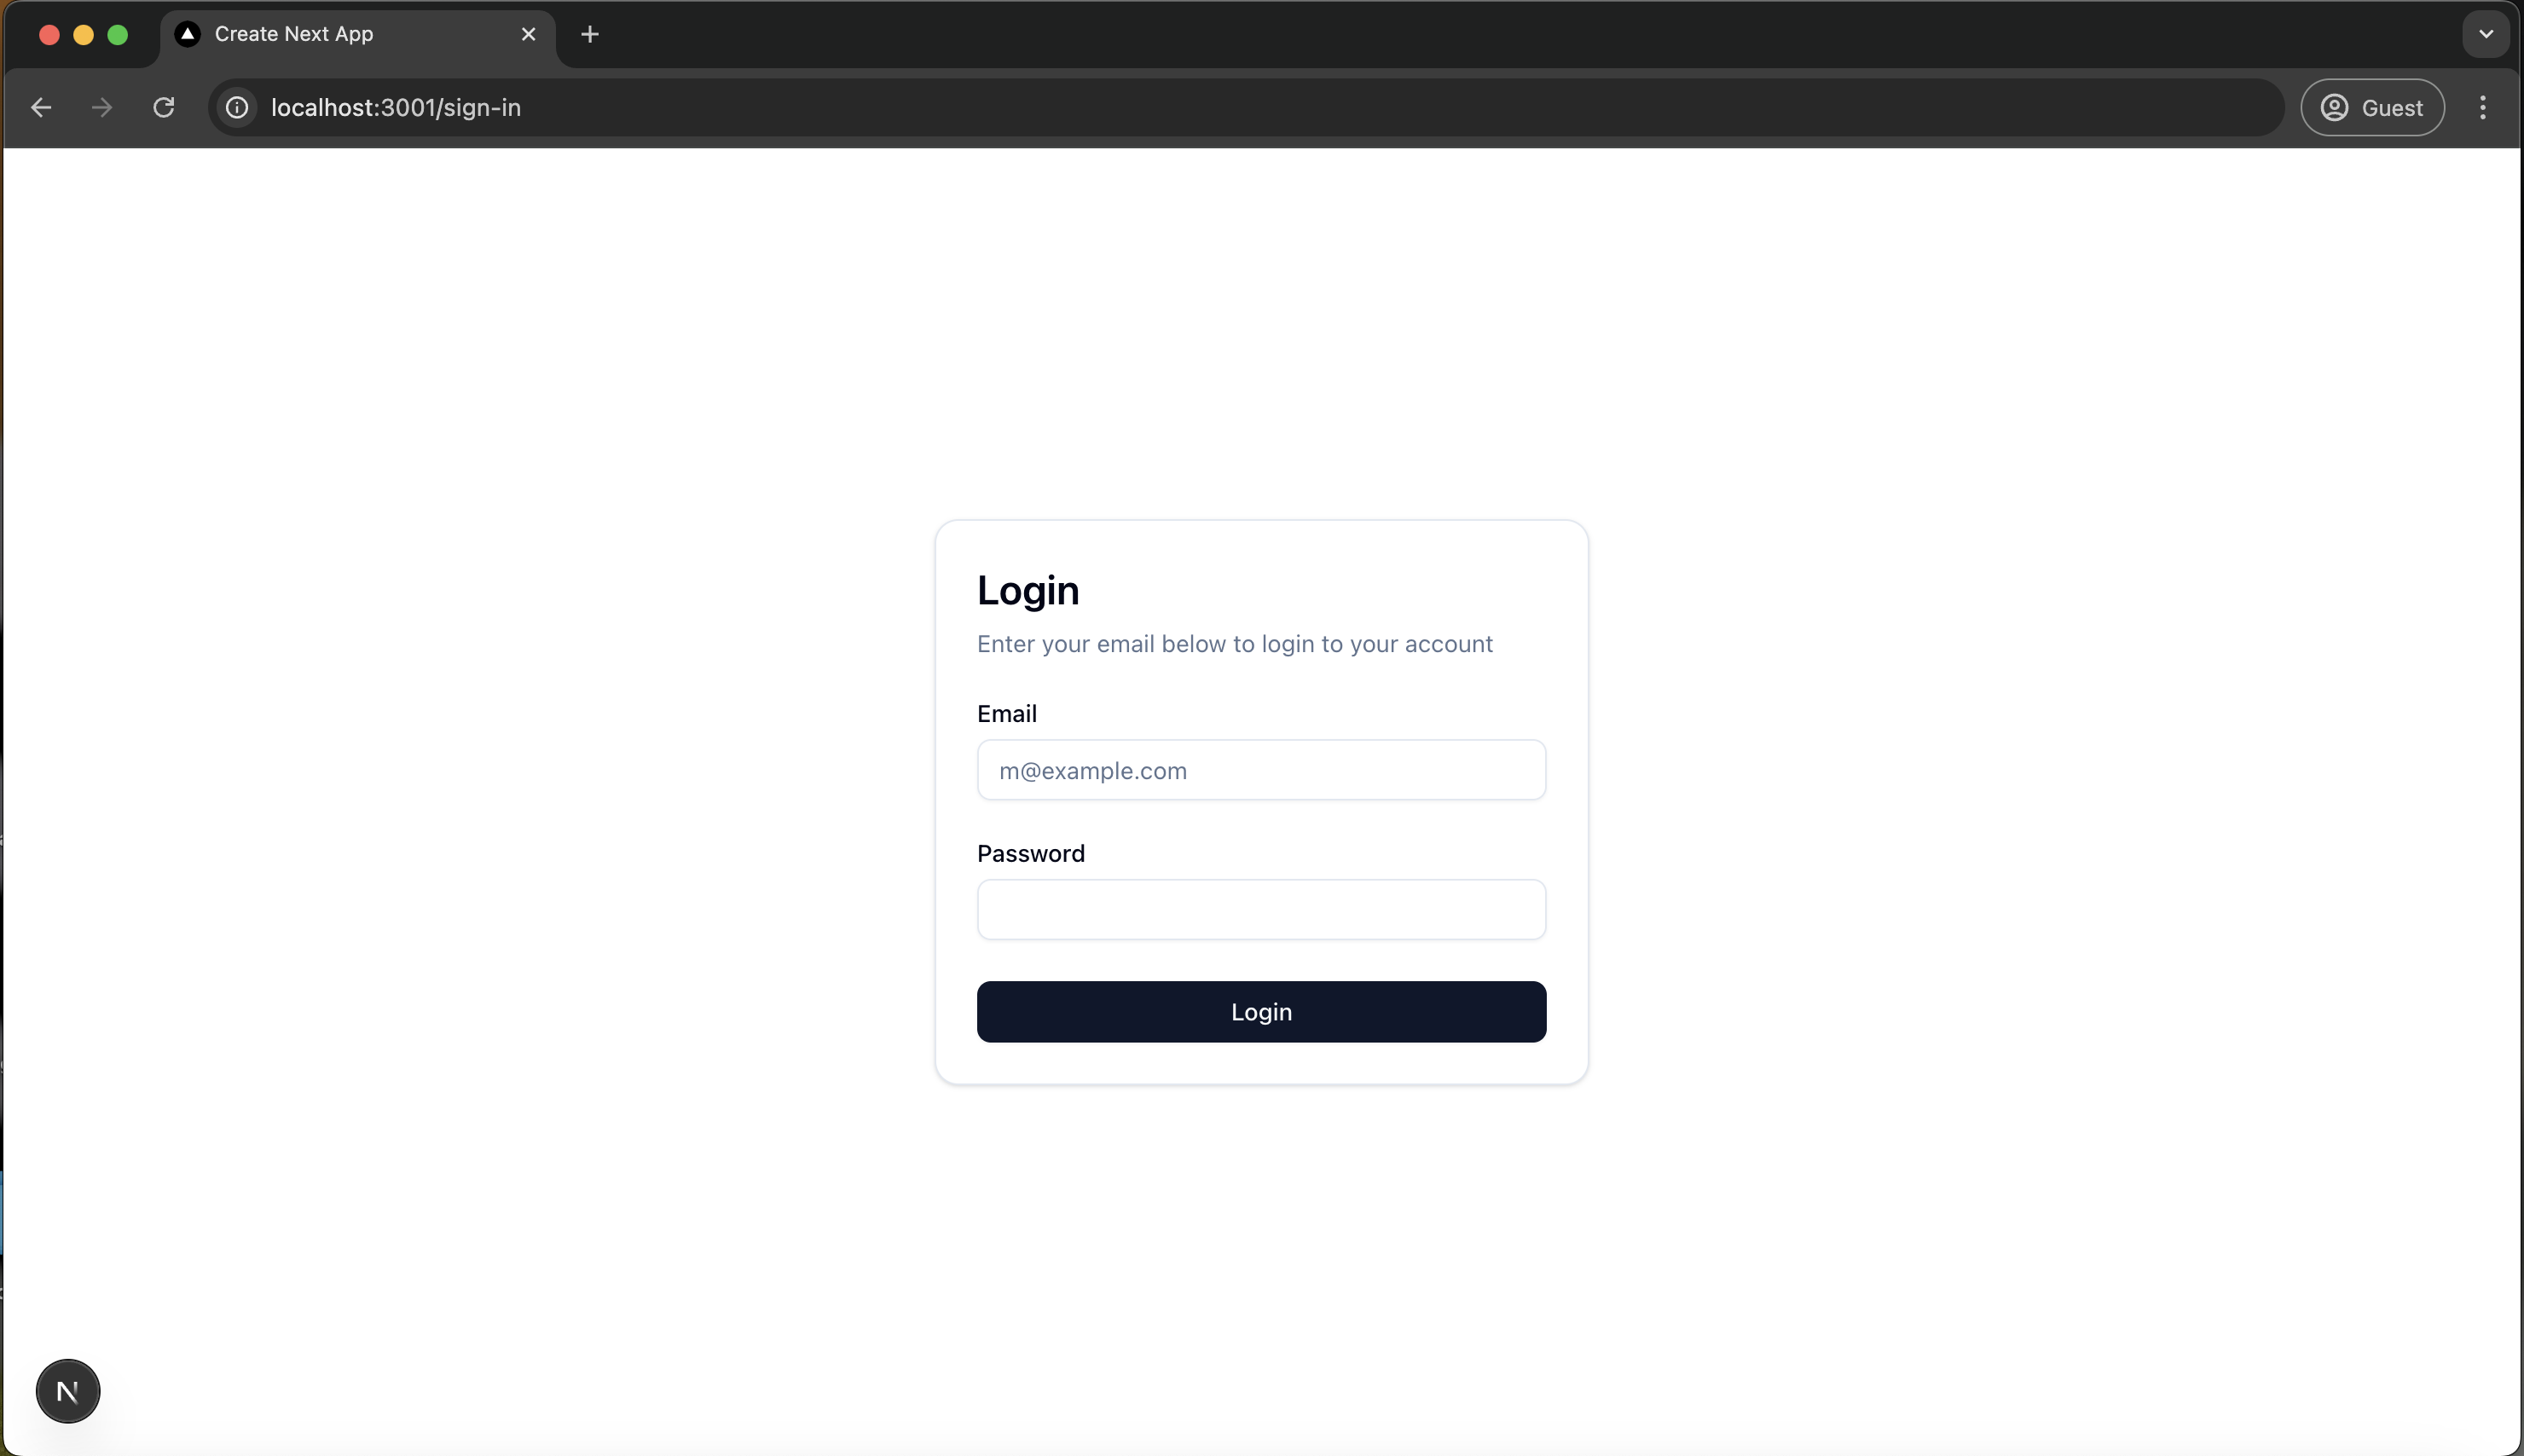 Create Next App
localhost:3001/sign-in
Guest
Login
Enter your email below to login to your account
Email
m@example.com
Password
Login
N